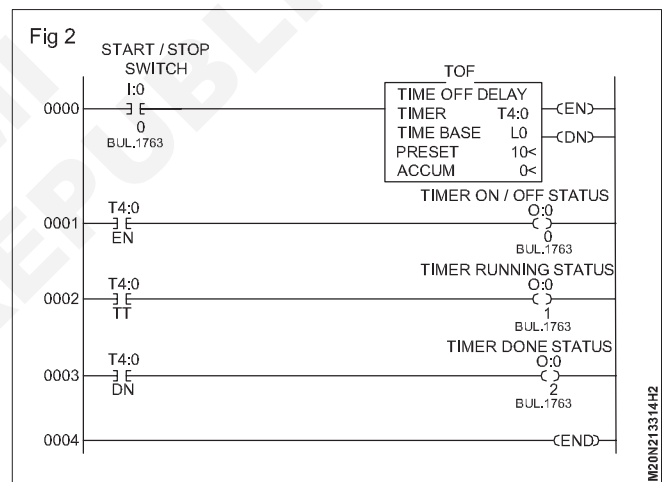 Fig 2
START / STOP
SWITCH
I:0
0000
0
BUL.1763
TOF
TIME OFF DELAY
TIMER T4:0
TIME BASE L0
PRESET 10<
ACCUM 0<
(EN)
(DN)
TIMER ON / OFF STATUS
T4:0 O:0
0001
EN 0
BUL.1763
TIMER RUNNING STATUS
T4:0 O:0
0002
TT 1
BUL.1763
TIMER DONE STATUS
T4:0 O:0
0003
DN 2
BUL.1763
0004 (END)
M20N213314H2